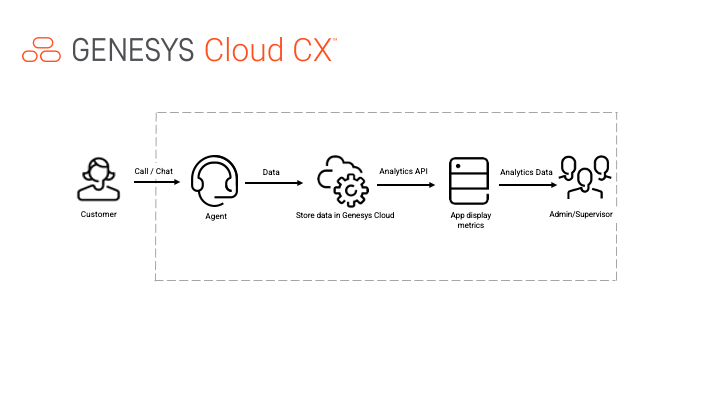 GENESYS Cloud CX™
Call / Chat
Data
Analytics API
Analytics Data
Customer
Agent
Store data in Genesys Cloud
App display
metrics
Admin/Supervisor